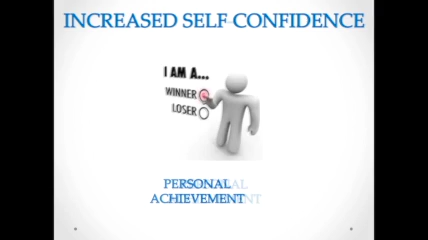 INCREASED SELF CONFIDENCE
I AM A...
WINNER
LOSER
PERSONAL
ACHIEVEMENT